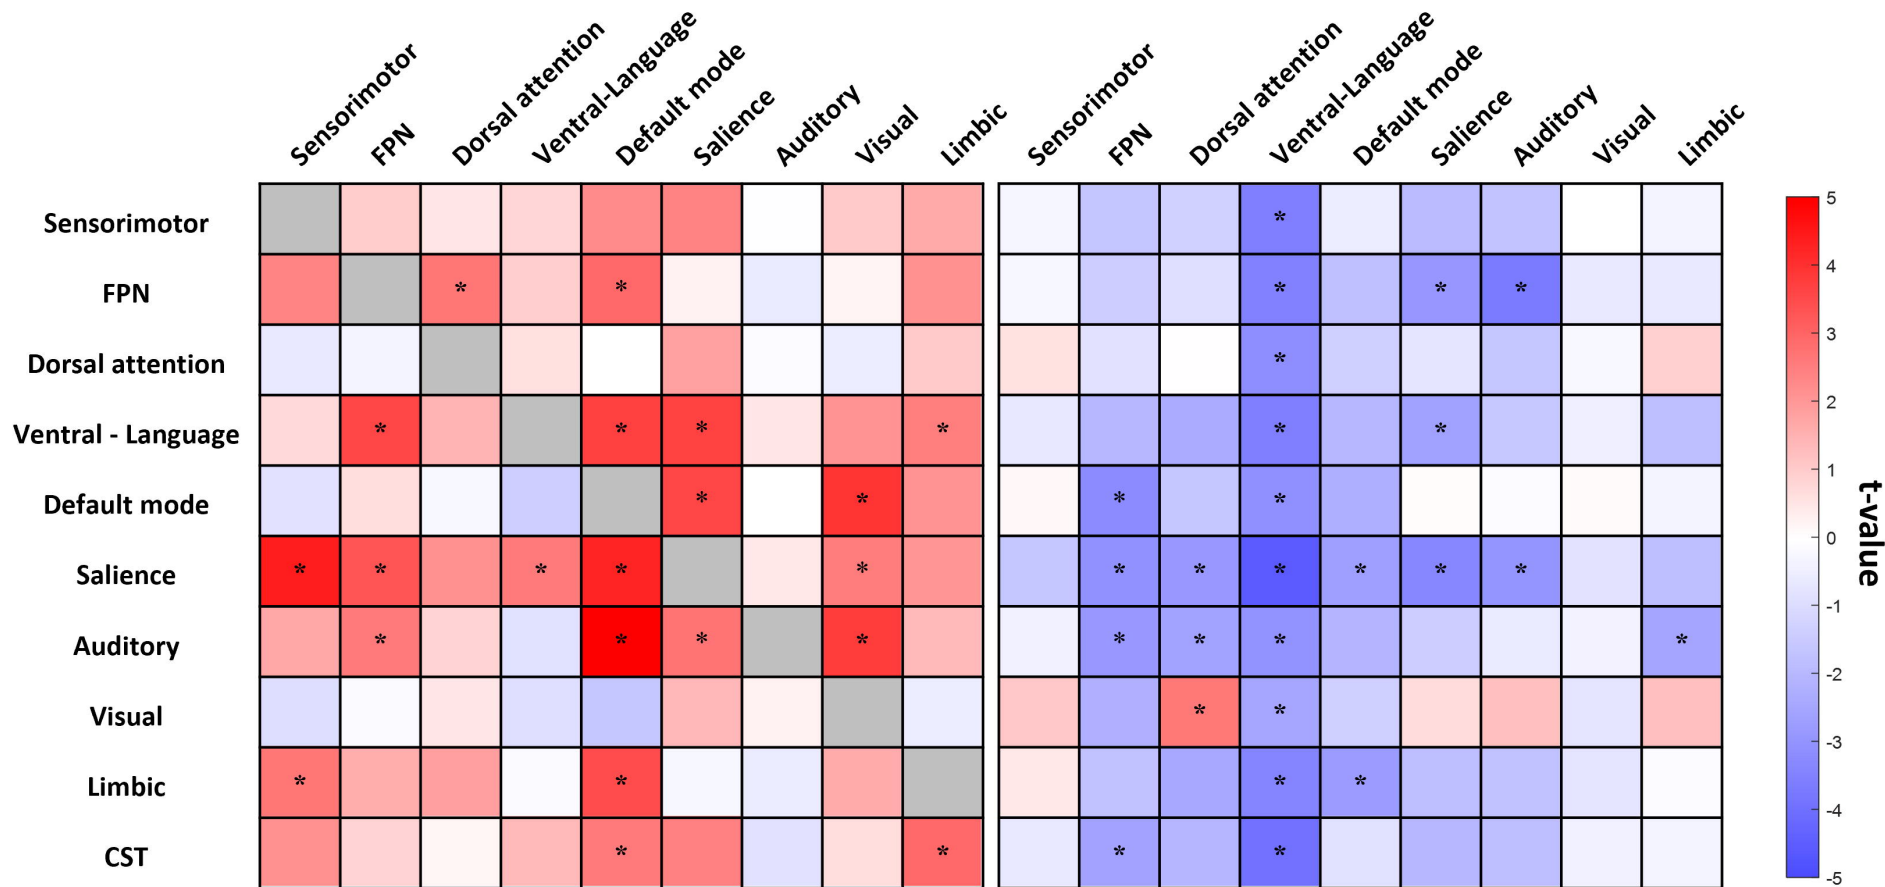 Sensorimotor FPN Dorsal attention Ventral-Language Default mode Salience Auditory Visual Limbic Sensorimotor FPN Dorsal attention Ventral-Language Default mode Salience Auditory Visual Limbic
Sensorimotor *
FPN * * * * *
Dorsal attention *
Ventral - Language * * * * * *
Default mode * * * *
Salience * * * * * * * * * * *
Auditory * * * * * * * *
Visual * *
Limbic * * * *
CST * * * *
5
4
3
2
1
0
-1
-2
-3
-4
-5
t-value